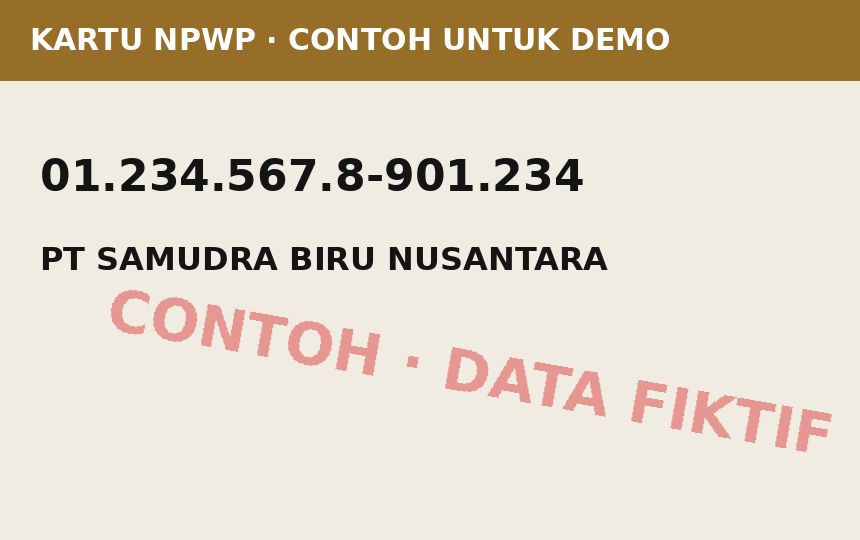 KARTU NPWP · CONTOH UNTUK DEMO
01.234.567.8-901.234
PT SAMUDRA BIRU NUSANTARA
CONTOH · DATA FIKTIF